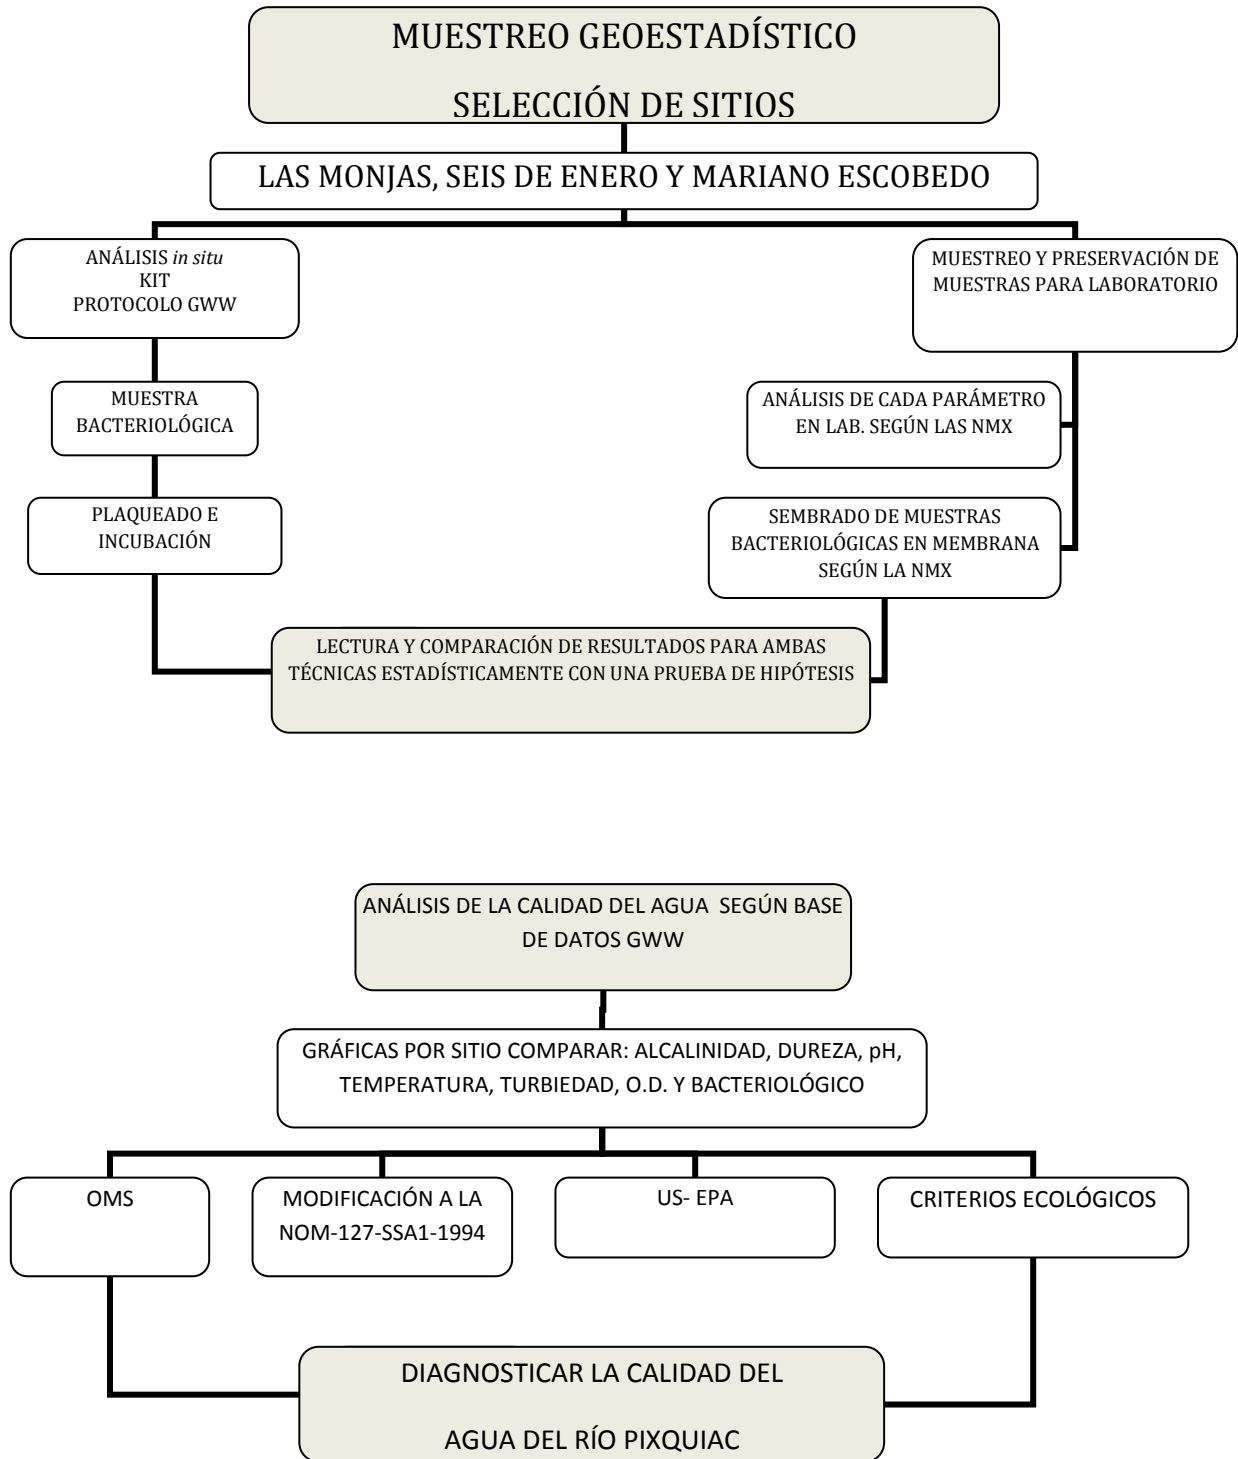 MUESTREO GEOESTADÍSTICO
SELECCIÓN DE SITIOS
LAS MONJAS, SEIS DE ENERO Y MARIANO ESCOBEDO
ANÁLISIS in situ
KIT
PROTOCOLO GWW
MUESTREO Y PRESERVACIÓN DE
MUESTRAS PARA LABORATORIO
MUESTRA
BACTERIOLÓGICA
ANÁLISIS DE CADA PARÁMETRO
EN LAB. SEGÚN LAS NMX
PLAQUEADO E
INCUBACIÓN
SEMBRADO DE MUESTRAS
BACTERIOLÓGICAS EN MEMBRANA
SEGÚN LA NMX
LECTURA Y COMPARACIÓN DE RESULTADOS PARA AMBAS
TÉCNICAS ESTADÍSTICAMENTE CON UNA PRUEBA DE HIPÓTESIS
ANÁLISIS DE LA CALIDAD DEL AGUA SEGÚN BASE
DE DATOS GWW
GRÁFICAS POR SITIO COMPARAR: ALCALINIDAD, DUREZA, pH,
TEMPERATURA, TURBIEDAD, O.D. Y BACTERIOLÓGICO
OMS
MODIFICACIÓN A LA
NOM-127-SSA1-1994
US- EPA
CRITERIOS ECOLÓGICOS
DIAGNOSTICAR LA CALIDAD DEL
AGUA DEL RÍO PIXQUIAC